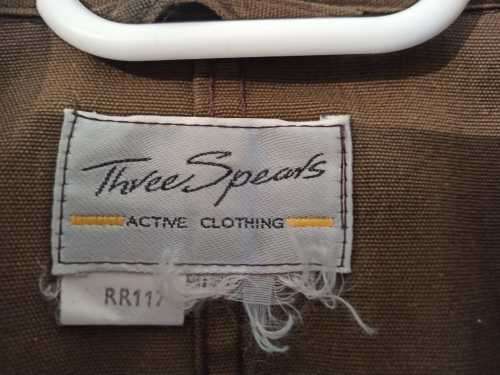 Three Spears
ACTIVE CLOTHING